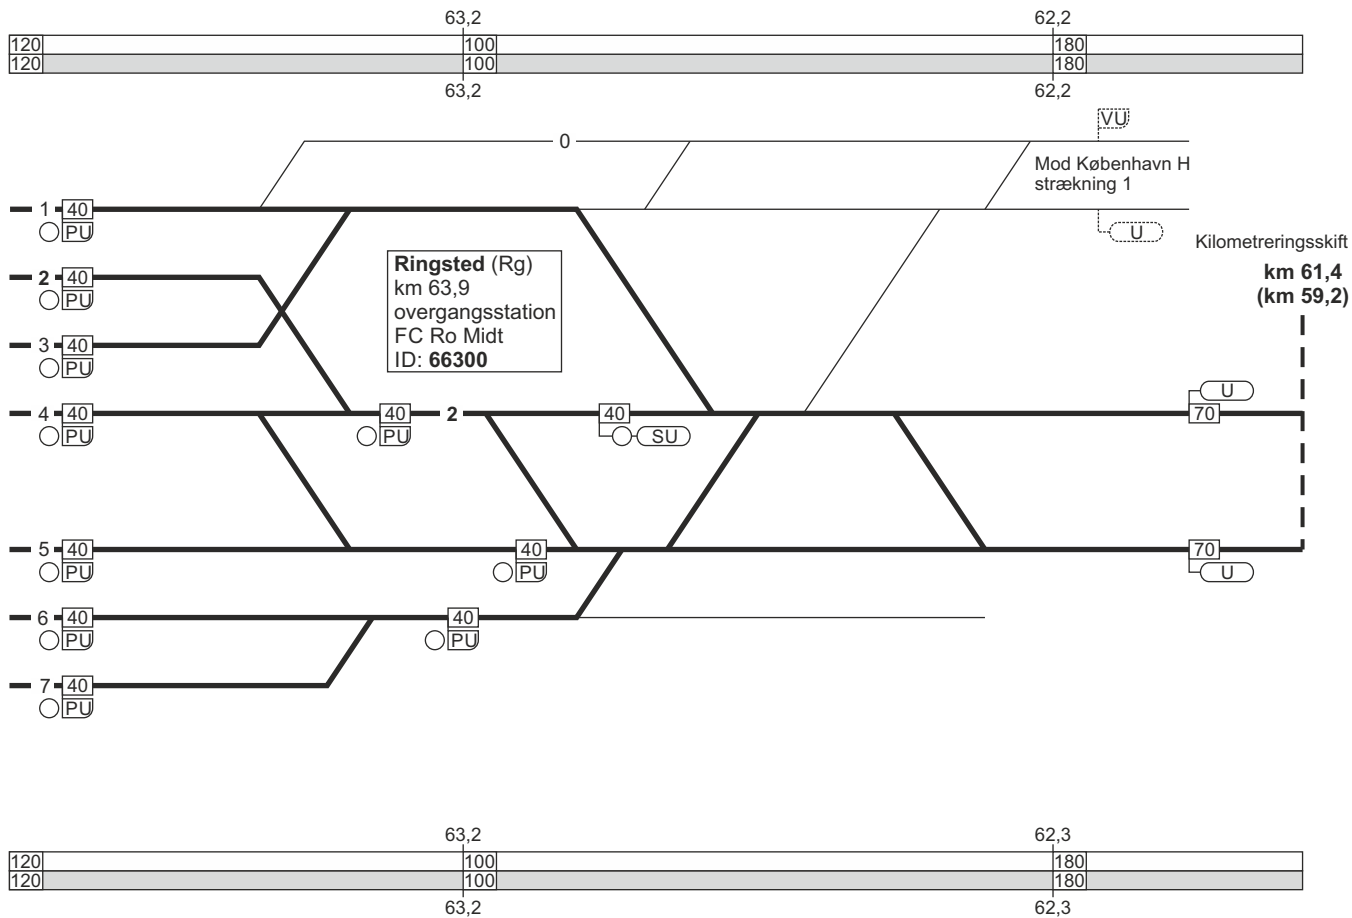 63,2 62,2
120 100 180
120 100 180
63,2 62,2
VU
0
Mod København H
strækning 1
1 40
PU
U
Kilometreringsskift
km 61,4
(km 59,2)
Ringsted (Rg)
km 63,9
overgangsstation
FC Ro Midt
ID: 66300
2 40
PU
3 40
PU
U
4 40 40 2 40 70
PU PU SU
5 40 40 70
PU PU U
6 40 40
PU PU
7 40
PU
63,2 62,3
120 100 180
120 100 180
63,2 62,3